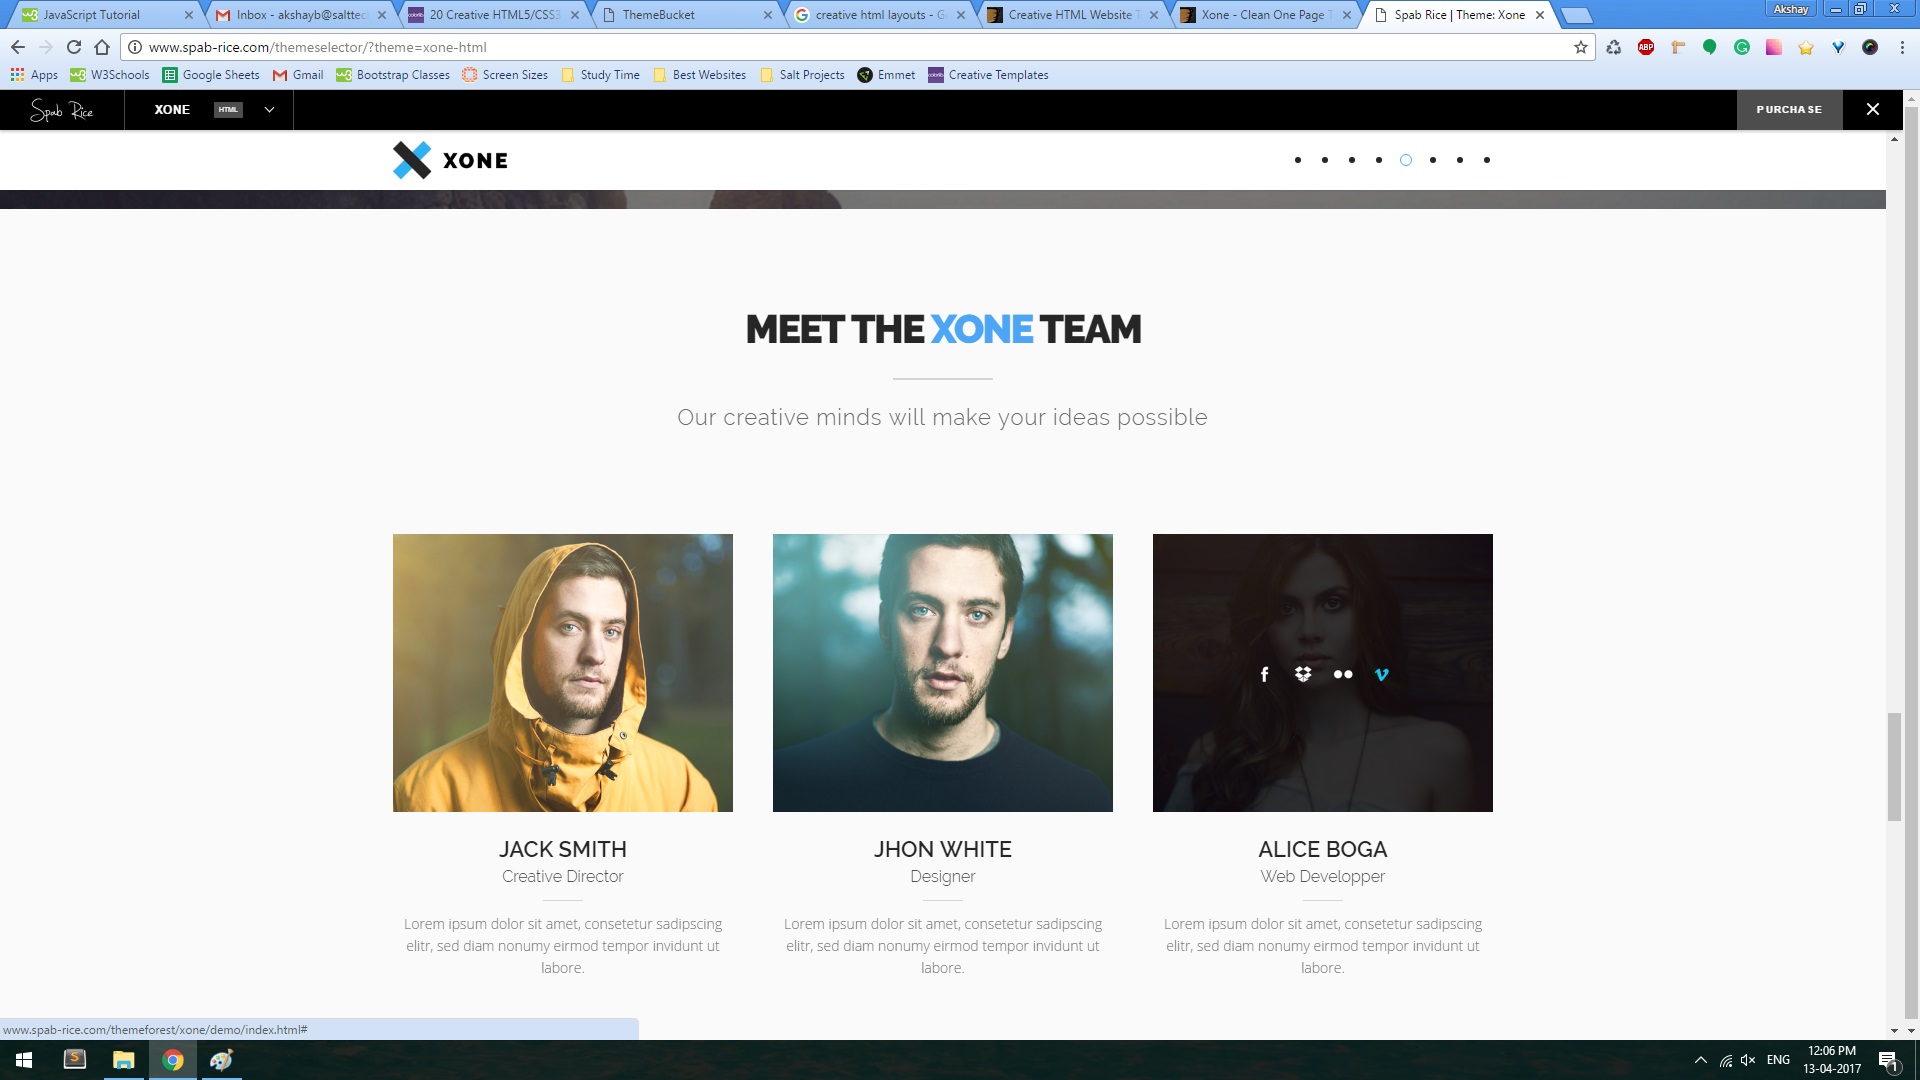 JavaScript Tutorial
Inbox - akshayb@salttec
20 Creative HTML5/CSS3
ThemeBucket
creative html layouts - G
Creative HTML Website T
Xone - Clean One Page T
Spab Rice | Theme: Xone
Akshay
www.spab-rice.com/themeselector/?theme=xone-html
ABP
Apps
W3Schools
Google Sheets
Gmail
Bootstrap Classes
Screen Sizes
Study Time
Best Websites
Salt Projects
Emmet
Creative Templates
Spab Rice
XONE
HTML
PURCHASE
XONE
MEET THE XONE TEAM
Our creative minds will make your ideas possible
JACK SMITH
Creative Director
Lorem ipsum dolor sit amet, consetetur sadipscing
elitr, sed diam nonumy eirmod tempor invidunt ut
labore.
JHON WHITE
Designer
Lorem ipsum dolor sit amet, consetetur sadipscing
elitr, sed diam nonumy eirmod tempor invidunt ut
labore.
ALICE BOGA
Web Developper
Lorem ipsum dolor sit amet, consetetur sadipscing
elitr, sed diam nonumy eirmod tempor invidunt ut
labore.
www.spab-rice.com/themeforest/xone/demo/index.html#
ENG
12:06 PM
13-04-2017
1